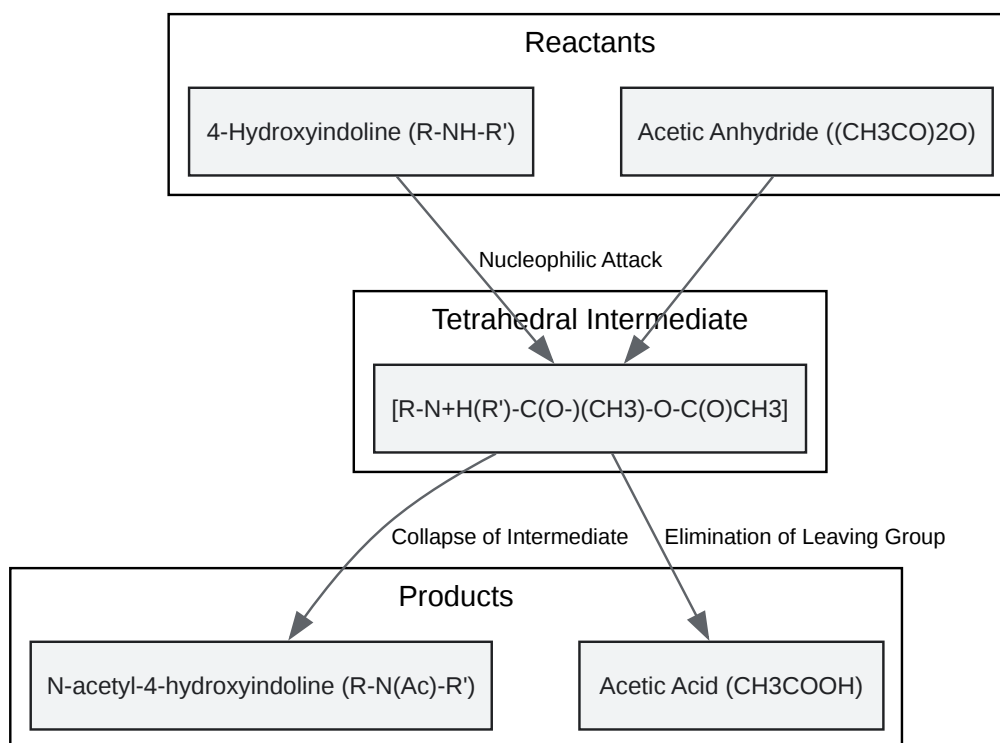 Reactants
4-Hydroxyindoline (R-NH-R')
Acetic Anhydride ((CH3CO)2O)
Nucleophilic Attack
Tetrahedral Intermediate
[R-N+H(R')-C(O-)(CH3)-O-C(O)CH3]
Collapse of Intermediate
Elimination of Leaving Group
Products
N-acetyl-4-hydroxyindoline (R-N(Ac)-R')
Acetic Acid (CH3COOH)